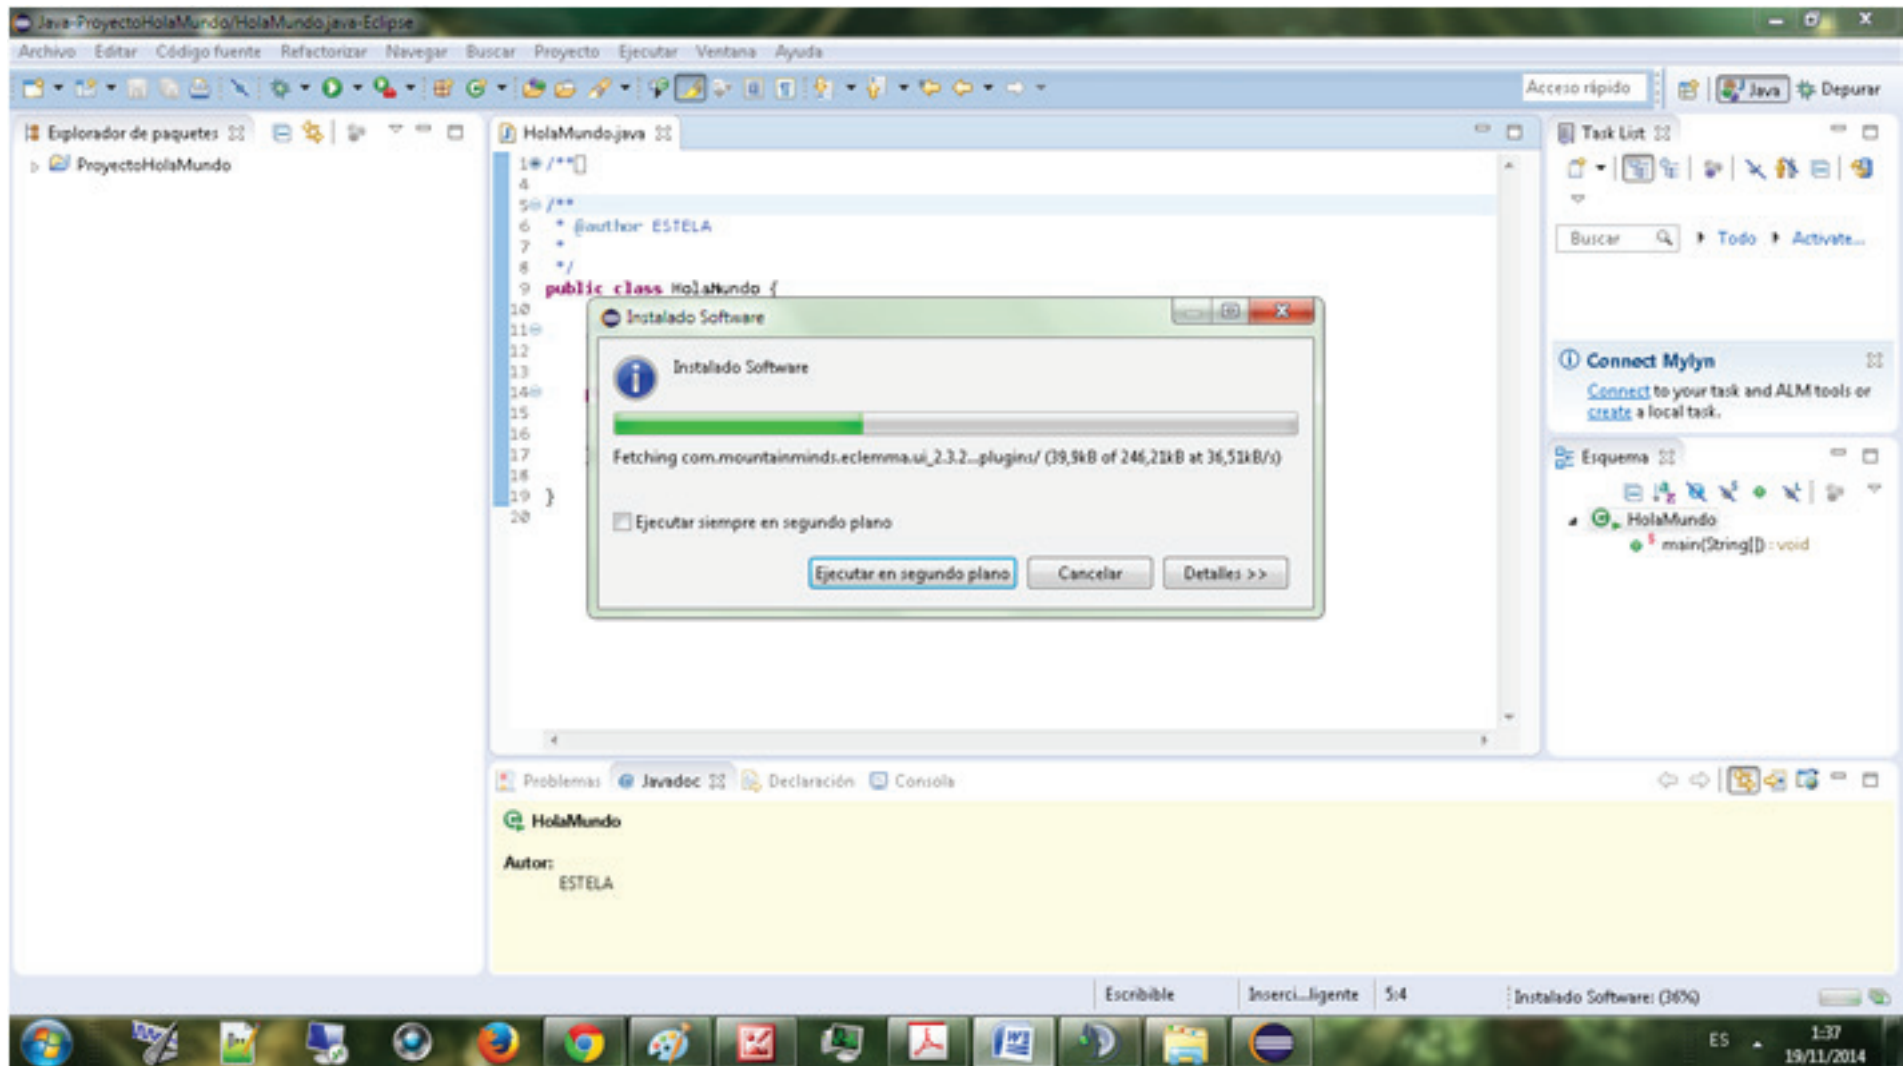 Java-ProyectoHolaMundo/HolaMundo.java-Eclipse
Archivo Editar Código fuente Refactorizar Navegar Buscar Proyecto Ejecutar Ventana Ayuda
Acceso rápido Java Depurar
Explorador de paquetes
ProyectoHolaMundo
HolaMundo.java
1 /**
4
5 /**
6 * @author ESTELA
7 *
8 */
9 public class HolaMundo {
10
11
12
13
14
15
16
17
18
19 }
20
Instalado Software
Instalado Software
Fetching com.mountainminds.eclemma.ui_2.3.2...plugins/ (39,9kB of 246,21kB at 36,51kB/s)
Ejecutar siempre en segundo plano
Ejecutar en segundo plano Cancelar Detalles >>
Task List
Buscar Todo Activate...
Connect Mylyn
Connect to your task and ALM tools or
create a local task.
Esquema
HolaMundo
main(String[]) : void
Problemas Javadoc Declaración Consola
HolaMundo
Autor:
ESTELA
Escribible Inserci...ligente 5:4 Instalado Software: (36%)
ES 1:37
19/11/2014